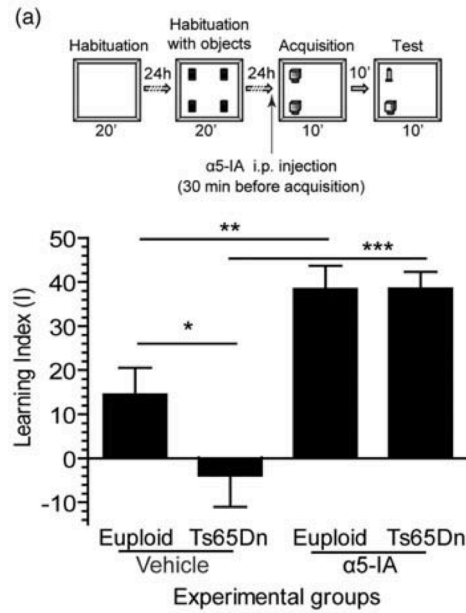 (a)
Habituation
Habituation with objects
Acquisition
Test
24h
24h
10'
20'
20'
10'
10'
α5-IA i.p. injection
(30 min before acquisition)
Learning Index (I)
50
40
30
20
10
0
-10
**
***
*
Euploid Ts65Dn Euploid Ts65Dn
Vehicle α5-IA
Experimental groups